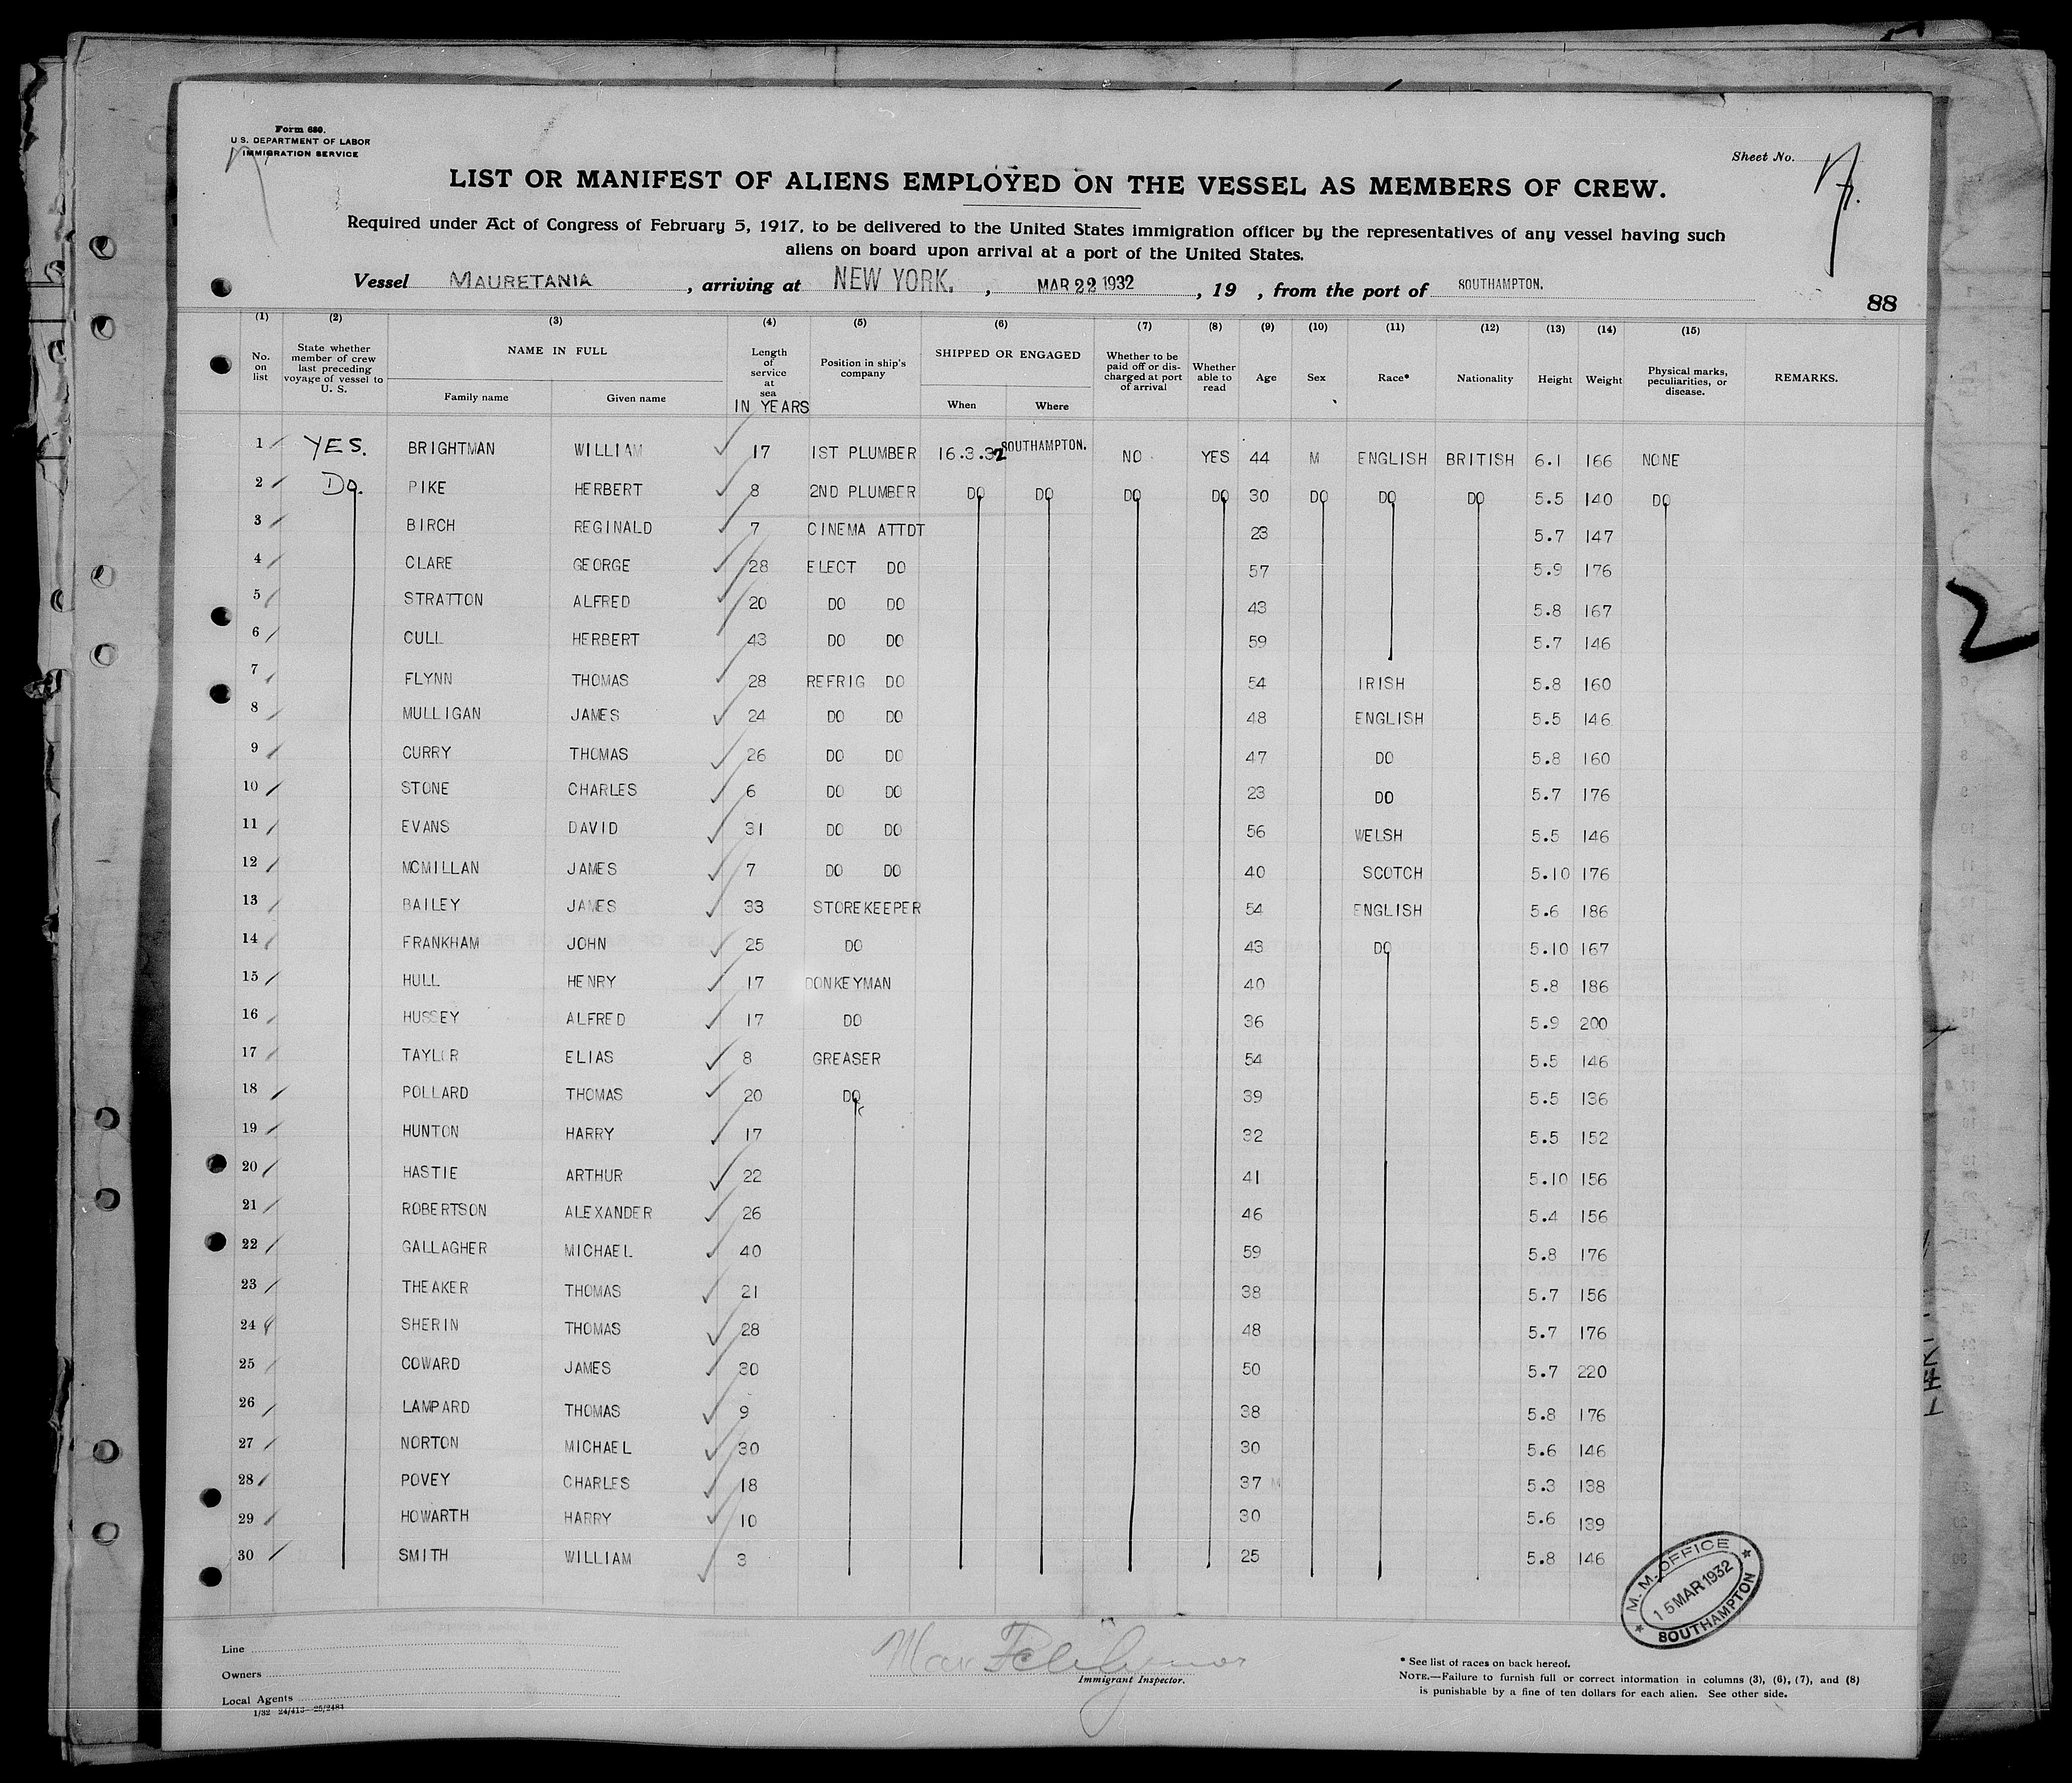 Form 680.
U.S. DEPARTMENT OF LABOR
IMMIGRATION SERVICE
Sheet No.
LIST OR MANIFEST OF ALIENS EMPLOYED ON THE VESSEL AS MEMBERS OF CREW.
Required under Act of Congress of February 5, 1917, to be delivered to the United States immigration officer by the representatives of any vessel having such
aliens on board upon arrival at a port of the United States.
Vessel MAURETANIA , arriving at NEW YORK. , MAR 22 1932 , 19 , from the port of SOUTHAMPTON.
88
(1) (2) (3) (4) (5) (6) (7) (8) (9) (10) (11) (12) (13) (14) (15)
No. on list State whether member of crew last preceding voyage of vessel to U. S. NAME IN FULL Family name Given name Length of service at sea IN YEARS Position in ship's company SHIPPED OR ENGAGED When Where Whether to be paid off or discharged at port of arrival Whether able to read Age Sex Race* Nationality Height Weight Physical marks, peculiarities, or disease. REMARKS.
1 YES. BRIGHTMAN WILLIAM 17 1ST PLUMBER 16.3.32 SOUTHAMPTON. NO YES 44 M ENGLISH BRITISH 6.1 166 NONE
2 DO. PIKE HERBERT 8 2ND PLUMBER DO DO DO DO 30 DO DO DO 5.5 140 DO
3 BIRCH REGINALD 7 CINEMA ATTDT 23 5.7 147
4 CLARE GEORGE 28 ELECT DO 57 5.9 176
5 STRATTON ALFRED 20 DO DO 43 5.8 167
6 CULL HERBERT 43 DO DO 59 5.7 146
7 FLYNN THOMAS 28 REFRIG DO 54 IRISH 5.8 160
8 MULLIGAN JAMES 24 DO DO 48 ENGLISH 5.5 146
9 CURRY THOMAS 26 DO DO 47 DO 5.8 160
10 STONE CHARLES 6 DO DO 23 DO 5.7 176
11 EVANS DAVID 31 DO DO 56 WELSH 5.5 146
12 MCMILLAN JAMES 7 DO DO 40 SCOTCH 5.10 176
13 BAILEY JAMES 33 STOREKEEPER 54 ENGLISH 5.6 186
14 FRANKHAM JOHN 25 DO 43 DO 5.10 167
15 HULL HENRY 17 DONKEYMAN 40 5.8 186
16 HUSSEY ALFRED 17 DO 36 5.9 200
17 TAYLOR ELIAS 8 GREASER 54 5.5 146
18 POLLARD THOMAS 20 DO 39 5.5 136
19 HUNTON HARRY 17 32 5.5 152
20 HASTIE ARTHUR 22 41 5.10 156
21 ROBERTSON ALEXANDER 26 46 5.4 156
22 GALLAGHER MICHAEL 40 59 5.8 176
23 THEAKER THOMAS 21 38 5.7 156
24 SHERIN THOMAS 28 48 5.7 176
25 COWARD JAMES 30 50 5.7 220
26 LAMPARD THOMAS 9 38 5.8 176
27 NORTON MICHAEL 30 30 5.6 146
28 POVEY CHARLES 18 37 5.3 138
29 HOWARTH HARRY 10 30 5.6 139
30 SMITH WILLIAM 3 25 5.8 146
M. M. OFFICE
15 MAR 1932
SOUTHAMPTON
Line
Owners
Local Agents
Immigrant Inspector.
* See list of races on back hereof.
NOTE.—Failure to furnish full or correct information in columns (3), (6), (7), and (8)
is punishable by a fine of ten dollars for each alien. See other side.
2